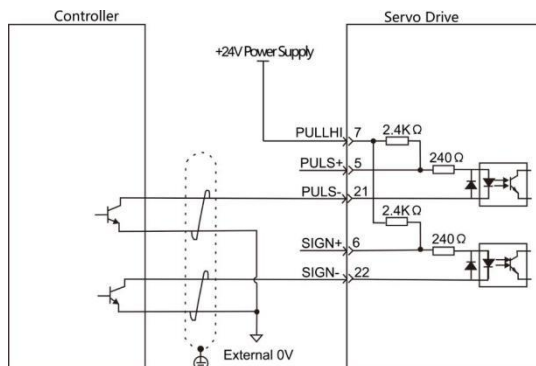 Controller
Servo Drive
+24V Power Supply
PULLHI 7
2.4KΩ
PULS+ 5
240Ω
PULS- 21
2.4KΩ
SIGN+ 6
240Ω
SIGN- 22
External 0V